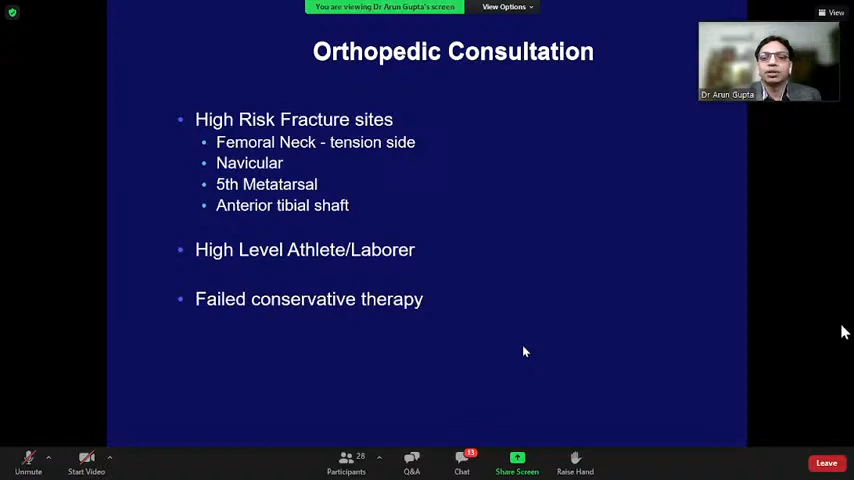 You are viewing Dr Arun Gupta's screen
View Options
View
Orthopedic Consultation
Dr Arun Gupta
• High Risk Fracture sites
• Femoral Neck - tension side
• Navicular
• 5th Metatarsal
• Anterior tibial shaft
• High Level Athlete/Laborer
• Failed conservative therapy
Unmute
Start Video
28
Participants
Q&A
33
Chat
Share Screen
Raise Hand
Leave